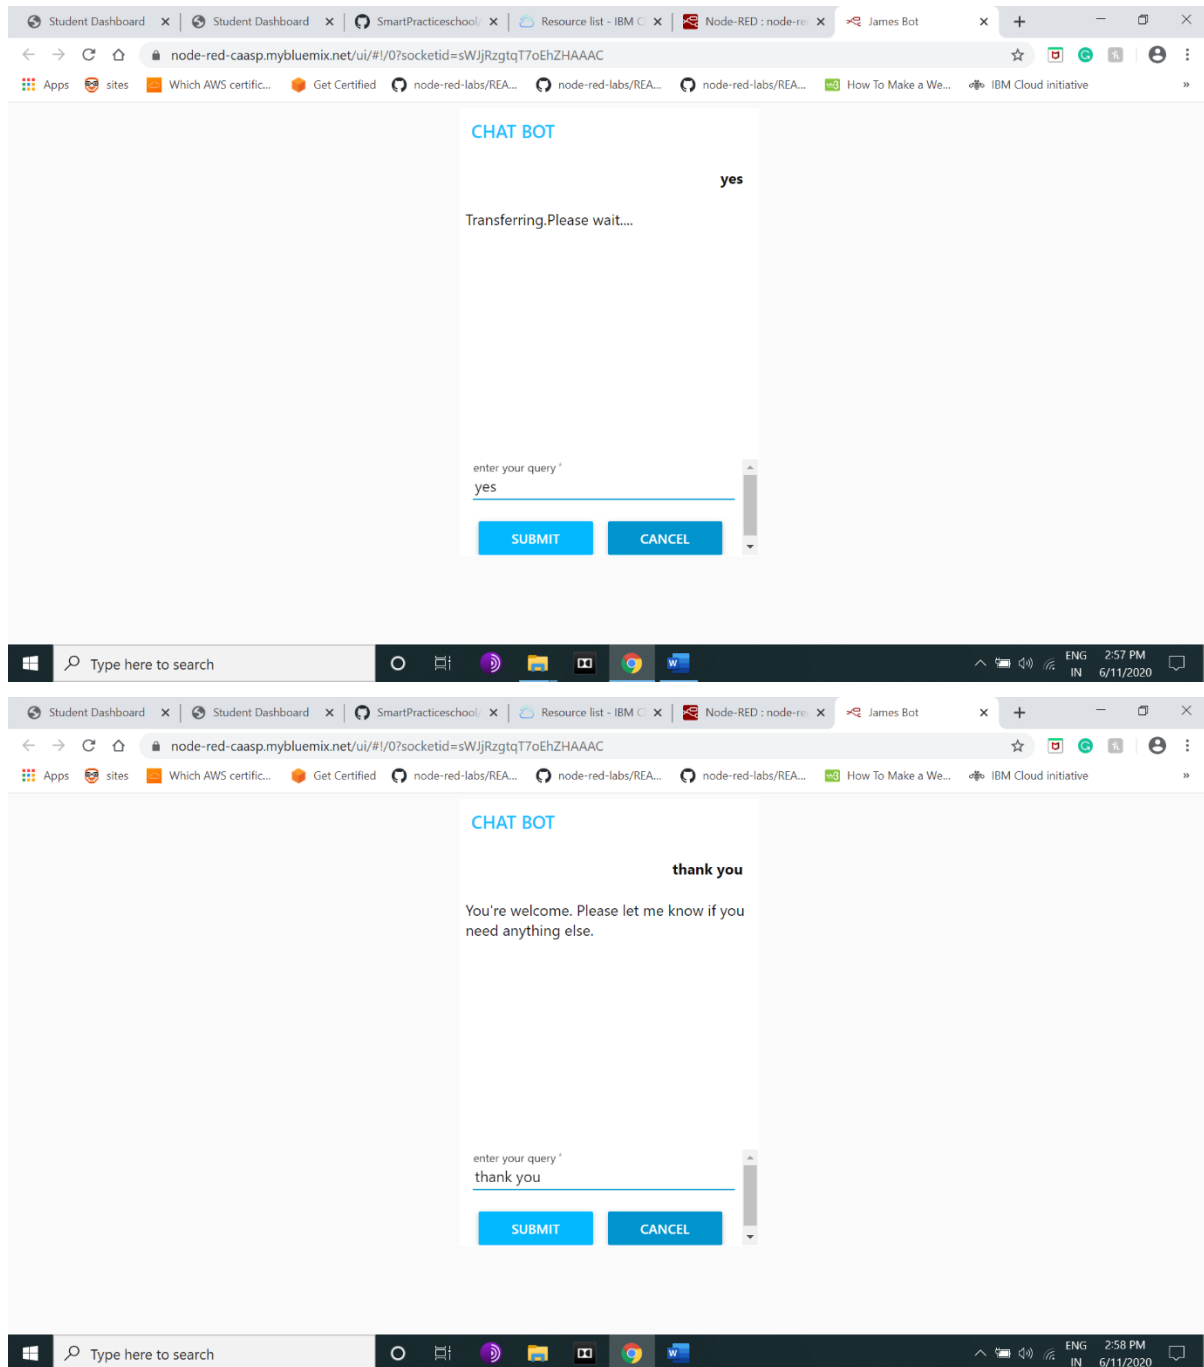 Student Dashboard Student Dashboard SmartPracticeschool/ Resource list - IBM C Node-RED : node-re James Bot
node-red-caasp.mybluemix.net/ui/#!/0?socketid=sWJjRzgtqT7oEhZHAAAC
Apps sites Which AWS certific... Get Certified node-red-labs/REA... node-red-labs/REA... node-red-labs/REA... How To Make a We... IBM Cloud initiative »
CHAT BOT
yes
Transferring.Please wait....
enter your query *
yes
SUBMIT CANCEL
Type here to search
ENG 2:57 PM
IN 6/11/2020
Student Dashboard Student Dashboard SmartPracticeschool/ Resource list - IBM C Node-RED : node-re James Bot
node-red-caasp.mybluemix.net/ui/#!/0?socketid=sWJjRzgtqT7oEhZHAAAC
Apps sites Which AWS certific... Get Certified node-red-labs/REA... node-red-labs/REA... node-red-labs/REA... How To Make a We... IBM Cloud initiative »
CHAT BOT
thank you
You're welcome. Please let me know if you
need anything else.
enter your query *
thank you
SUBMIT CANCEL
Type here to search
ENG 2:58 PM
IN 6/11/2020